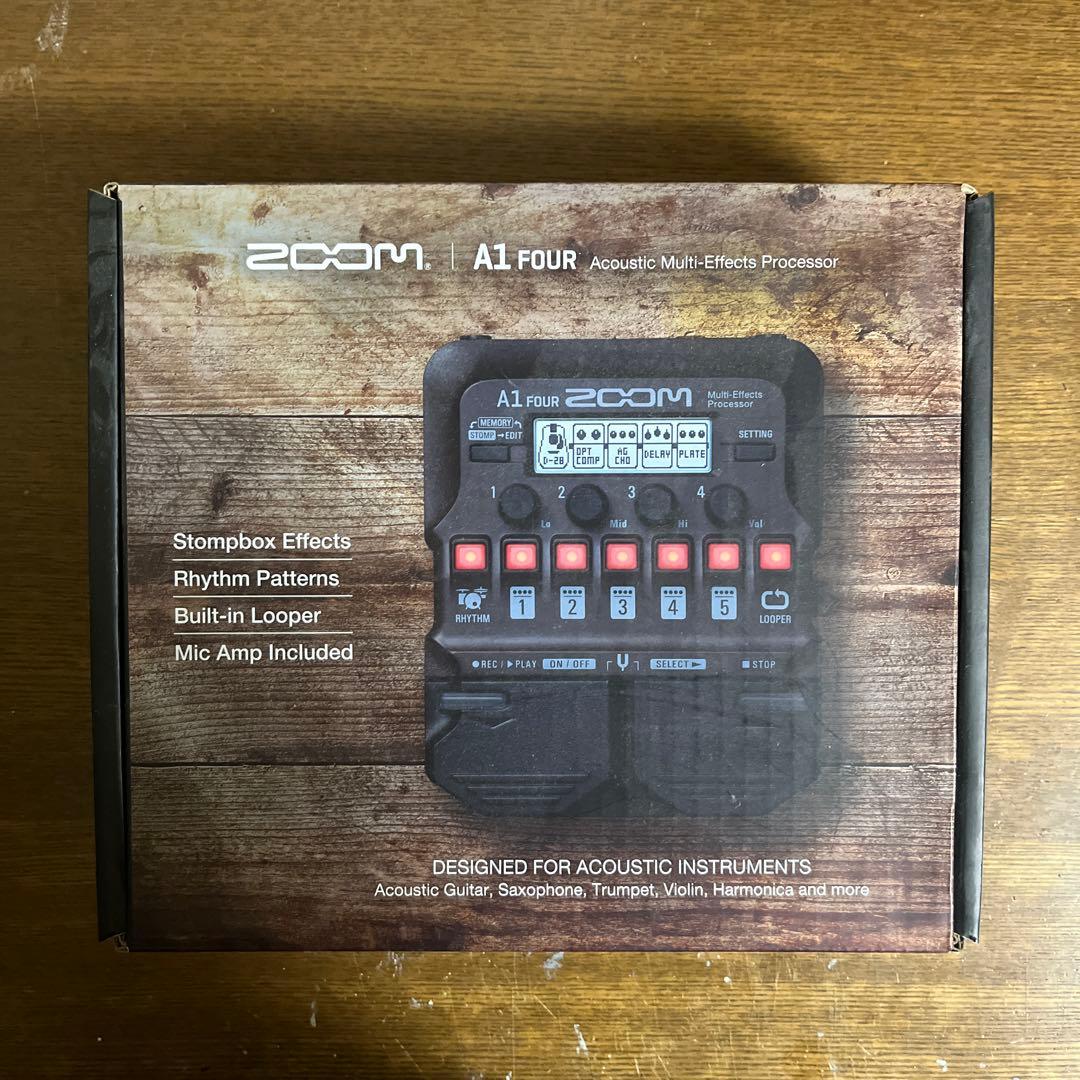 ZOOM® | A1 FOUR Acoustic Multi-Effects Processor
A1 FOUR ZOOM Multi-Effects Processor
MEMORY
STOMP → EDIT
SETTING
D-28 OPT COMP AG CHO DELAY PLATE
1 2 3 4
Lo Mid Hi Vol
Stompbox Effects
Rhythm Patterns
Built-in Looper
Mic Amp Included
RHYTHM 1 2 3 4 5 LOOPER
●REC / ▶PLAY ON / OFF SELECT ▶ ■STOP
DESIGNED FOR ACOUSTIC INSTRUMENTS
Acoustic Guitar, Saxophone, Trumpet, Violin, Harmonica and more